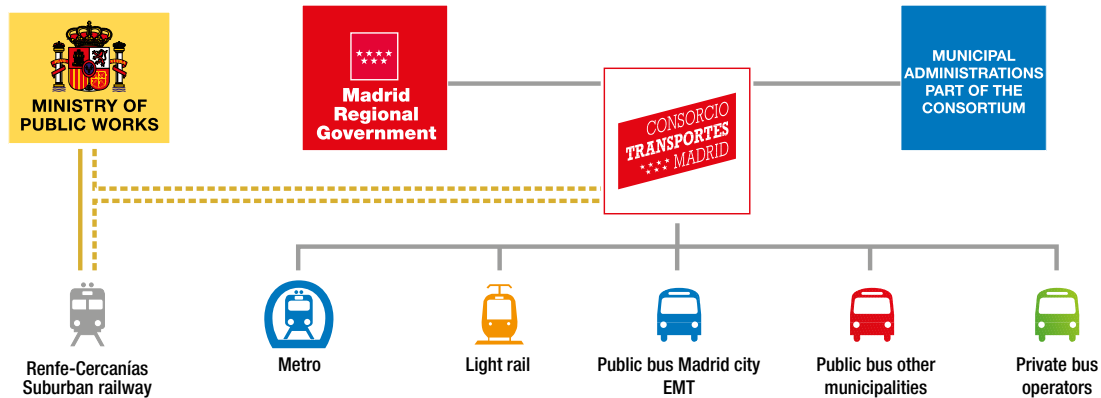 MINISTRY OF
PUBLIC WORKS
Madrid
Regional
Government
CONSORCIO
TRANSPORTES
MADRID
MUNICIPAL
ADMINISTRATIONS
PART OF THE
CONSORTIUM
Renfe-Cercanías
Suburban railway
Metro
Light rail
Public bus Madrid city
EMT
Public bus other
municipalities
Private bus
operators